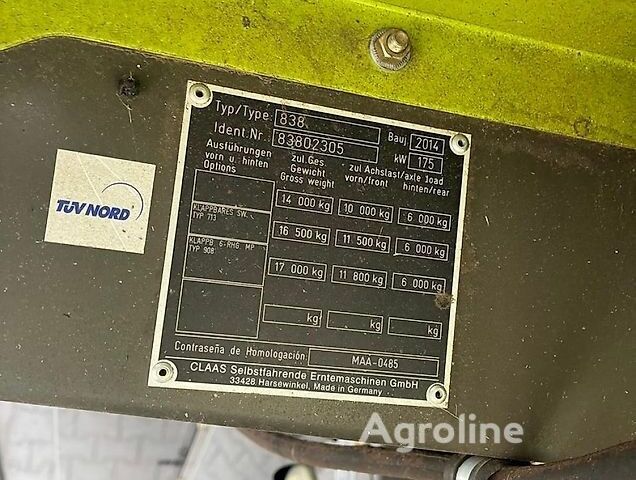 Typ/Type: 838
Ident.Nr. 83802305 Bauj. 2014
kW 175
Ausführungen vorn u. hinten Options
zul.Ges. Gewicht Gross weight
zul Achslast/axle load
vorn/front hinten/rear
14 000 kg 10 000 kg 6 000 kg
KLAPPBARES SW.
TYP 713
16 500 kg 11 500 kg 6 000 kg
KLAPPB 6-RHG. MP
TYP 908
17 000 kg 11 800 kg 6 000 kg
kg kg kg
Contraseña de Homologación: MAA-0485
CLAAS Selbstfahrende Erntemaschinen GmbH
33428 Harsewinkel, Made in Germany
TÜV NORD
Agroline